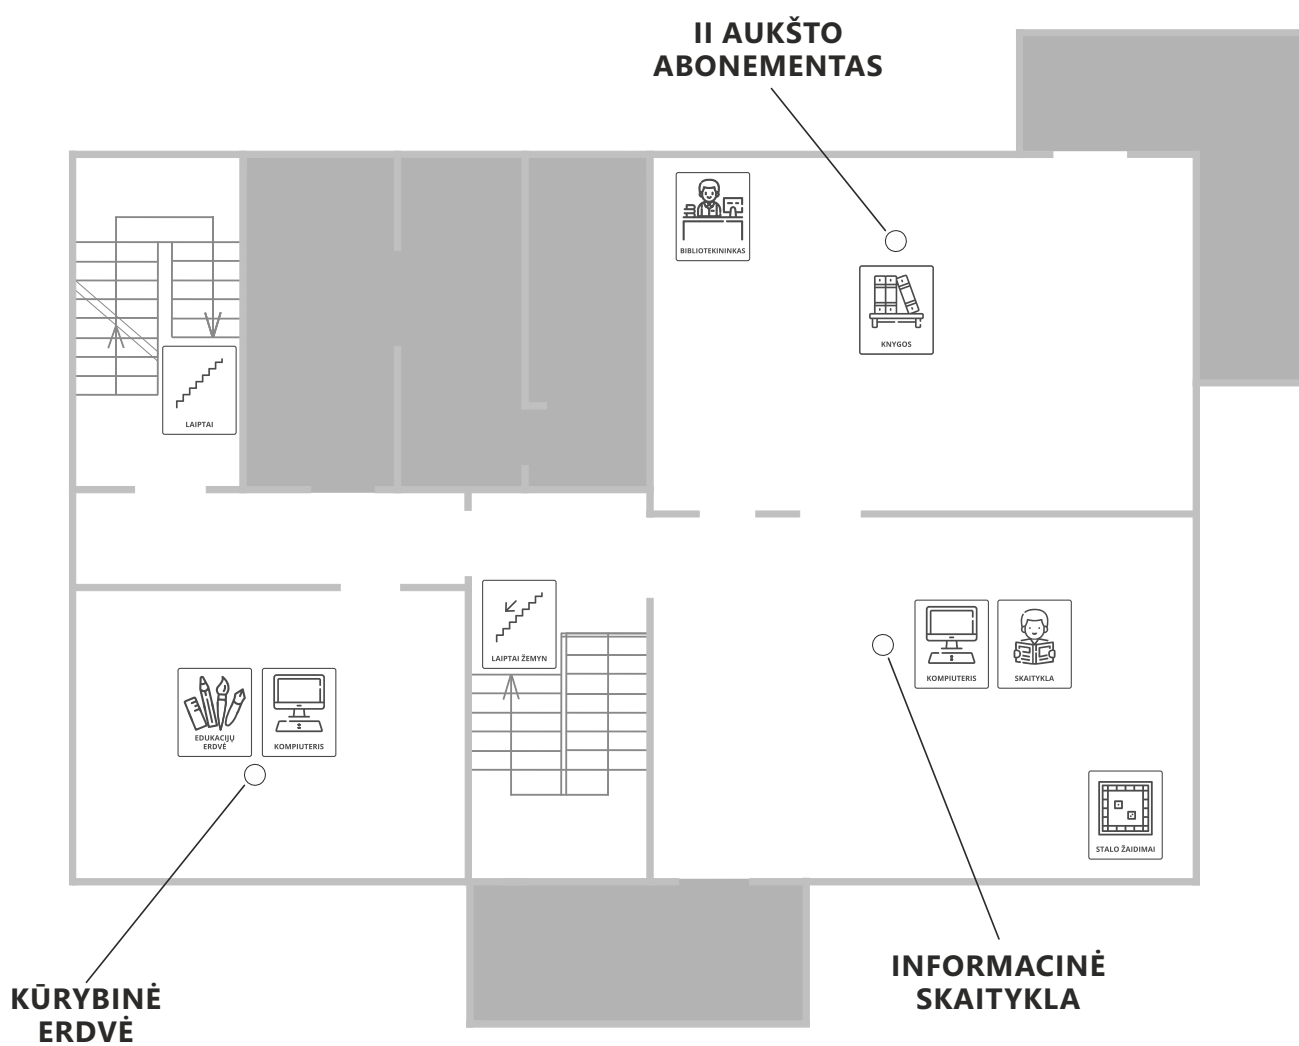 II AUKŠTO
ABONEMENTAS
BIBLIOTEKININKAS
KNYGOS
LAIPTAI
LAIPTAI ŽEMYN
KOMPIUTERIS
SKAITYKLA
EDUKACIJŲ
ERDVĖ
KOMPIUTERIS
STALO ŽAIDIMAI
INFORMACINĖ
SKAITYKLA
KŪRYBINĖ
ERDVĖ